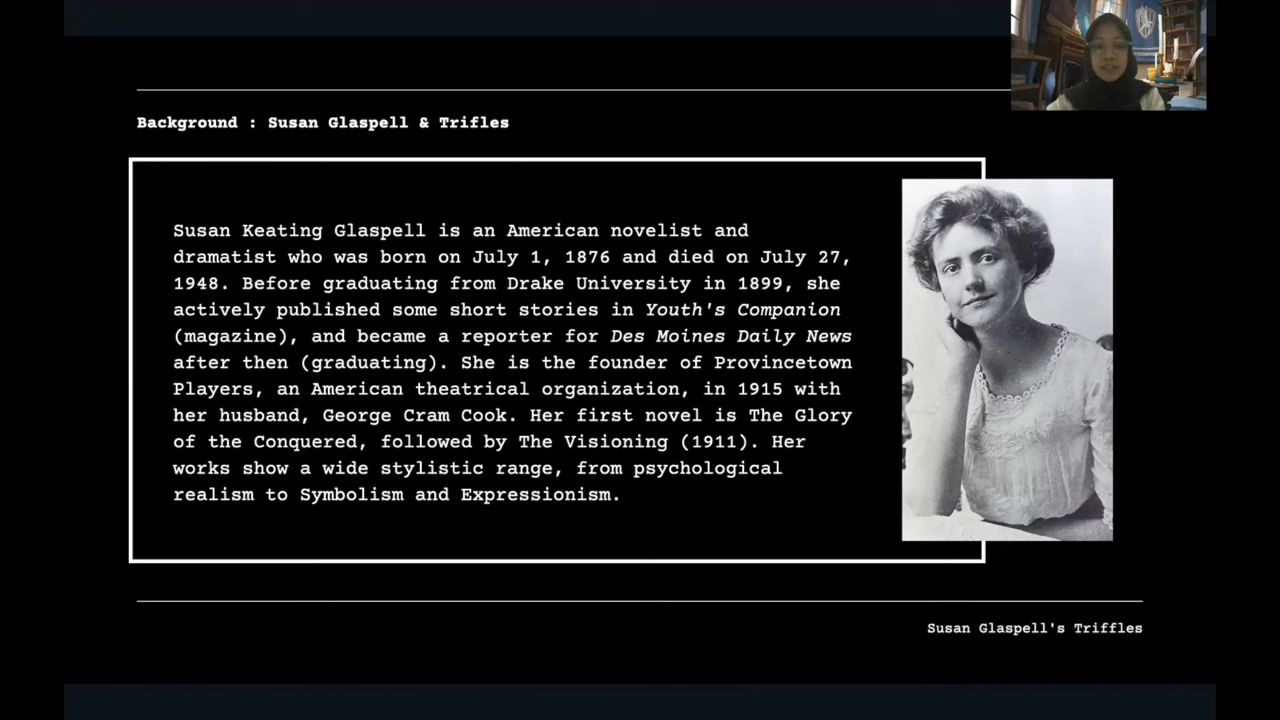 Background : Susan Glaspell & Trifles
Susan Keating Glaspell is an American novelist and
dramatist who was born on July 1, 1876 and died on July 27,
1948. Before graduating from Drake University in 1899, she
actively published some short stories in Youth's Companion
(magazine), and became a reporter for Des Moines Daily News
after then (graduating). She is the founder of Provincetown
Players, an American theatrical organization, in 1915 with
her husband, George Cram Cook. Her first novel is The Glory
of the Conquered, followed by The Visioning (1911). Her
works show a wide stylistic range, from psychological
realism to Symbolism and Expressionism.
Susan Glaspell's Triffles